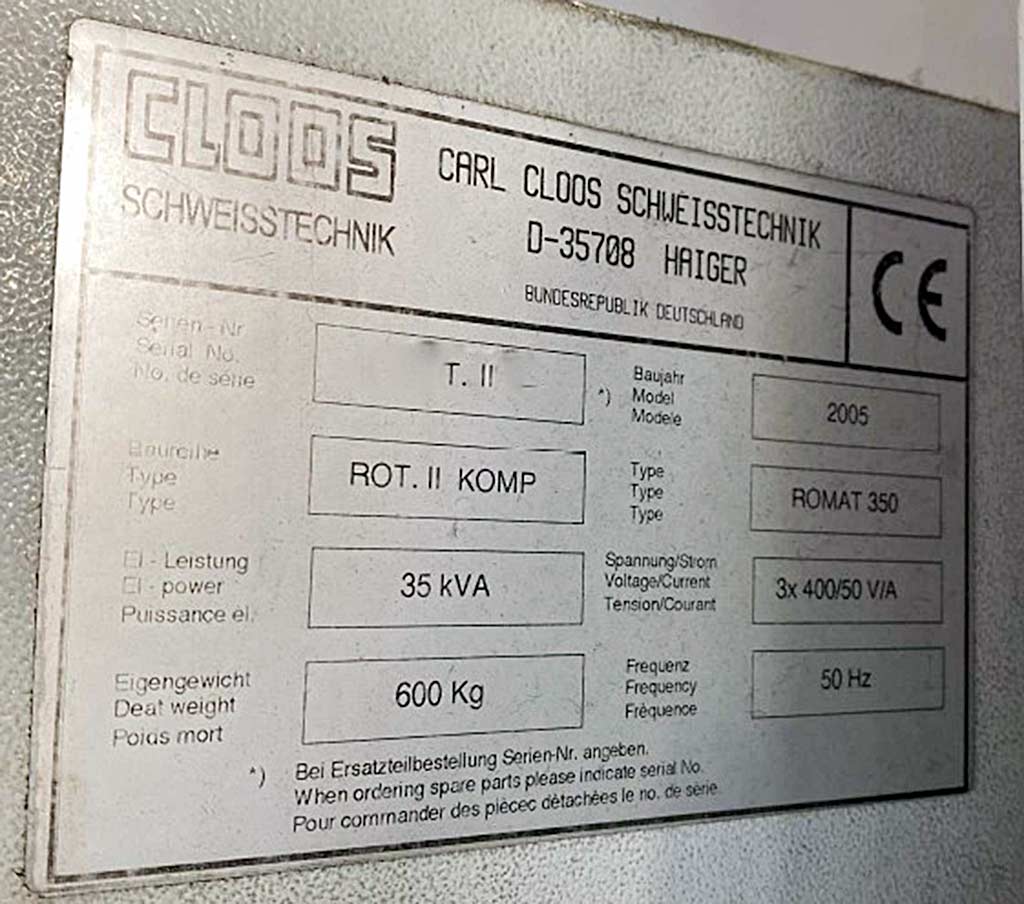 CLOOS
SCHWEISSTECHNIK
CARL CLOOS SCHWEISSTECHNIK
D-35708 HAIGER
BUNDESREPUBLIK DEUTSCHLAND
CE
Serien-Nr
Serial No.
No. de série
T. II
*)
Baujahr
Model
Modele
2005
Baureihe
Type
Type
ROT. II KOMP
Type
Type
Type
ROMAT 350
El - Leistung
El - power
Puissance el.
35 kVA
Spannung/Strom
Voltage/Current
Tension/Courant
3x 400/50 V/A
Eigengewicht
Deat weight
Poids mort
600 Kg
Frequenz
Frequency
Fréquence
50 Hz
*) Bei Ersatzteilbestellung Serien-Nr. angeben.
When ordering spare parts please indicate serial No.
Pour commander des piècec détachées le no. de série.